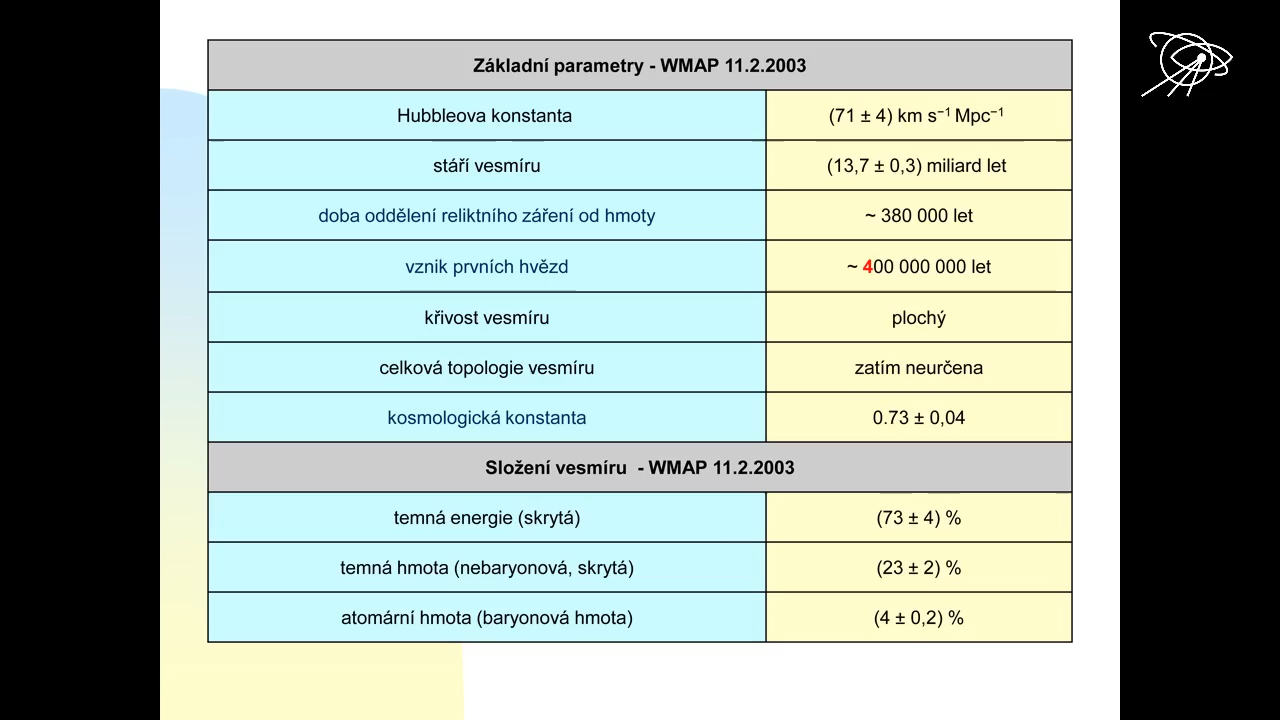 Základní parametry - WMAP 11.2.2003
Hubbleova konstanta (71 ± 4) km s⁻¹ Mpc⁻¹
stáří vesmíru (13,7 ± 0,3) miliard let
doba oddělení reliktního záření od hmoty ~ 380 000 let
vznik prvních hvězd ~ 400 000 000 let
křivost vesmíru plochý
celková topologie vesmíru zatím neurčena
kosmologická konstanta 0.73 ± 0,04
Složení vesmíru - WMAP 11.2.2003
temná energie (skrytá) (73 ± 4) %
temná hmota (nebaryonová, skrytá) (23 ± 2) %
atomární hmota (baryonová hmota) (4 ± 0,2) %